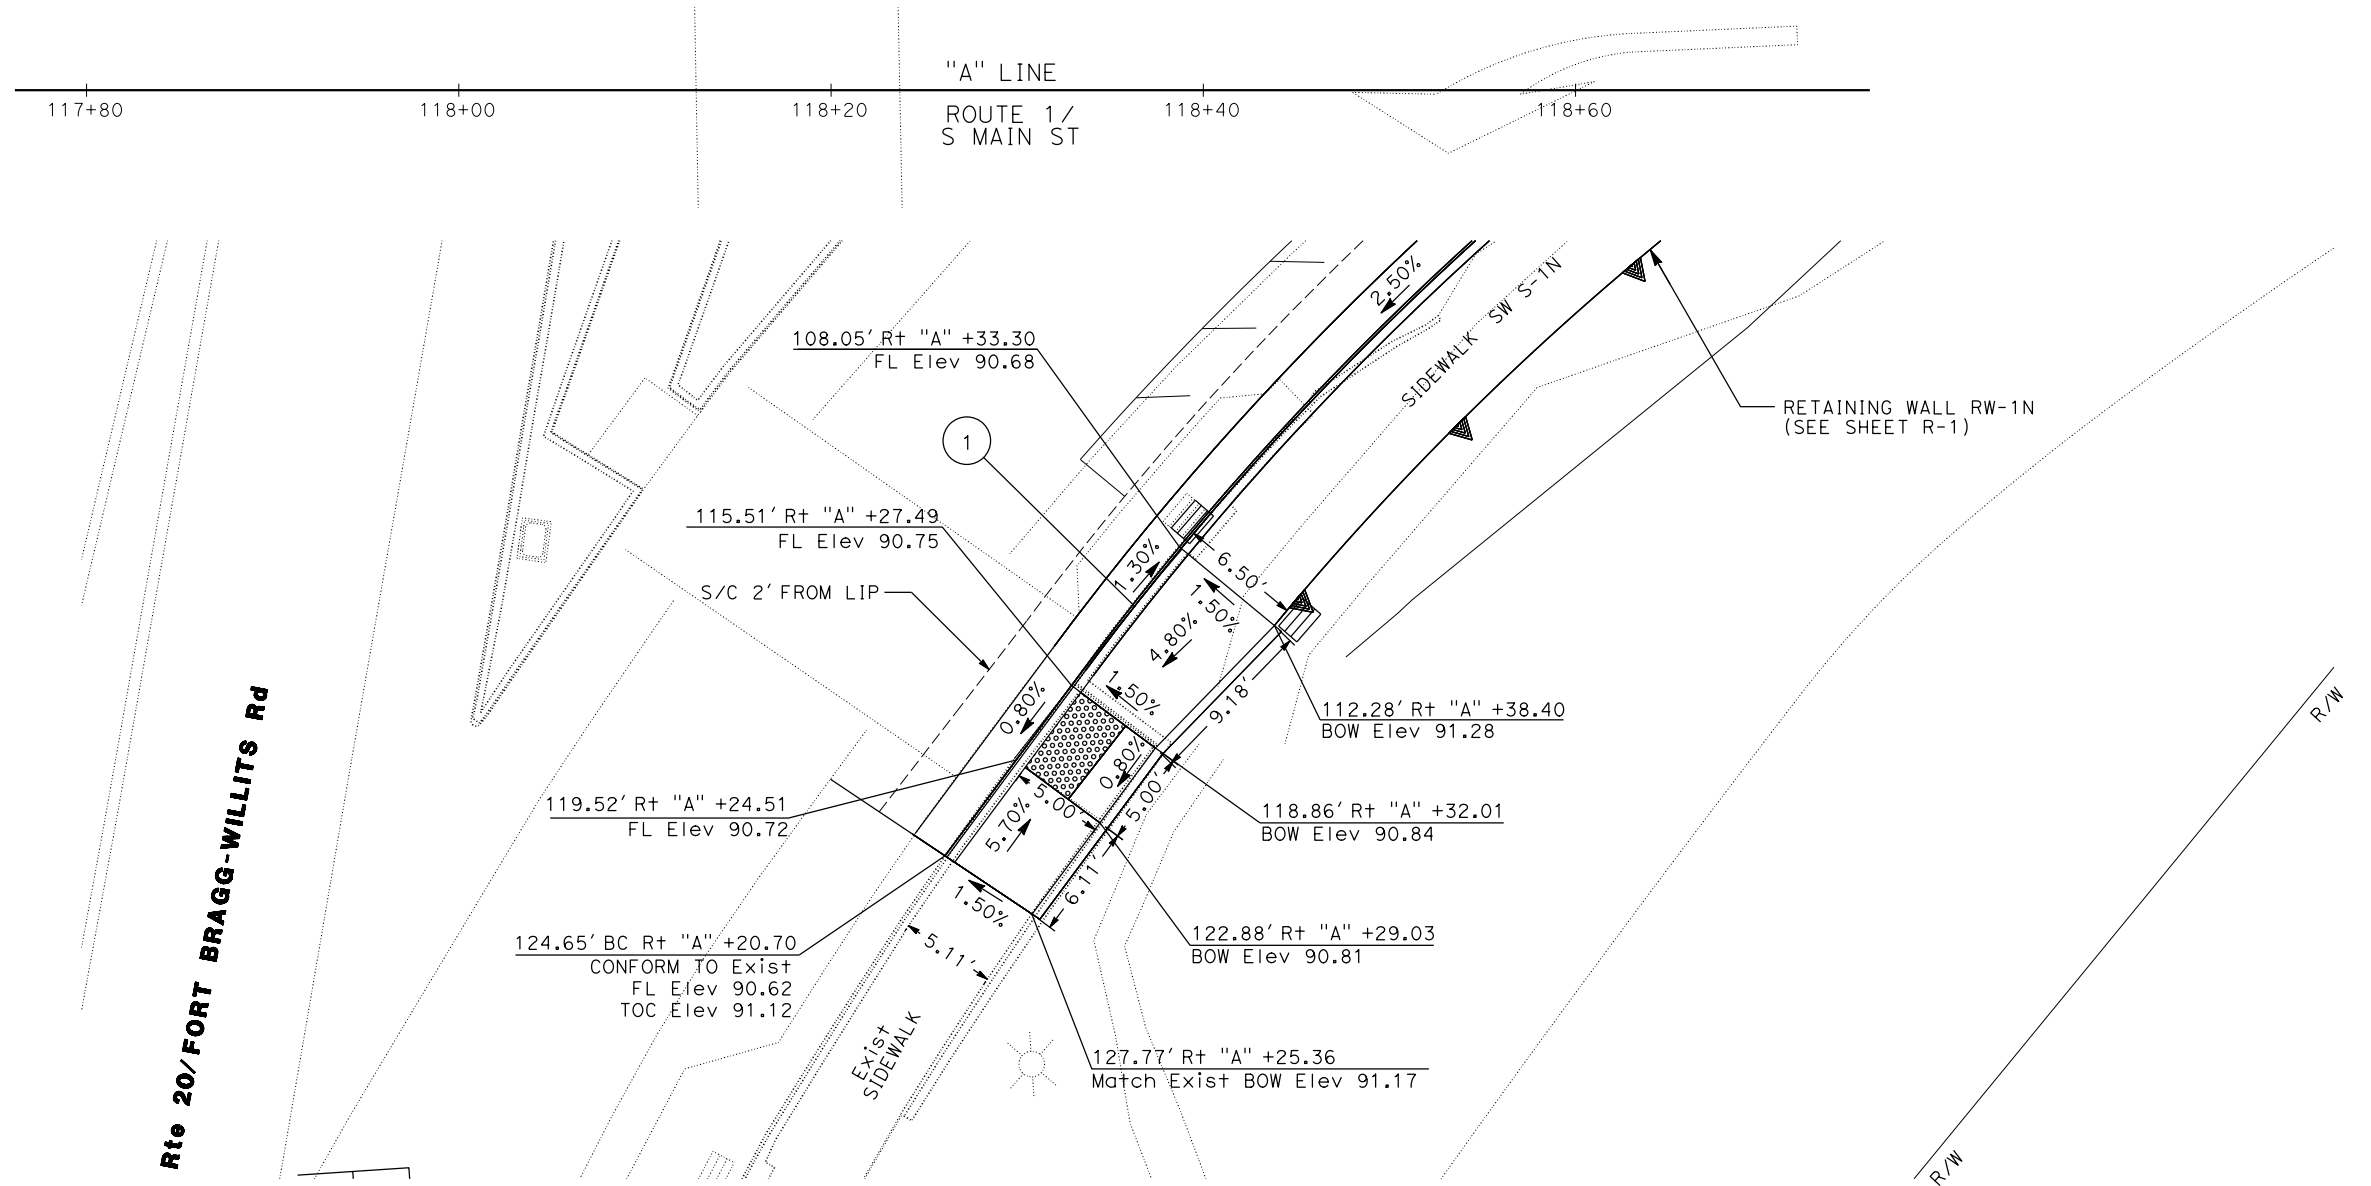 "A" LINE
117+80
118+00
118+20
118+40
118+60
ROUTE 1/
S MAIN ST
2.50%
SIDEWALK SW S-1N
108.05' Rt "A" +33.30
FL Elev 90.68
RETAINING WALL RW-1N
(SEE SHEET R-1)
1
115.51' Rt "A" +27.49
FL Elev 90.75
1.30%
6.50'
1.50%
S/C 2' FROM LIP
4.80%
1.50%
9.18'
0.80%
112.28' Rt "A" +38.40
BOW Elev 91.28
R/W
0.80%
5.00'
5.00'
119.52' Rt "A" +24.51
FL Elev 90.72
118.86' Rt "A" +32.01
BOW Elev 90.84
5.70%
6.11'
1.50%
124.65' BC Rt "A" +20.70
CONFORM TO Exist
FL Elev 90.62
TOC Elev 91.12
5.11'
122.88' Rt "A" +29.03
BOW Elev 90.81
Exist
SIDEWALK
127.77' Rt "A" +25.36
Match Exist BOW Elev 91.17
Rte 20/FORT BRAGG-WILLITS Rd
R/W